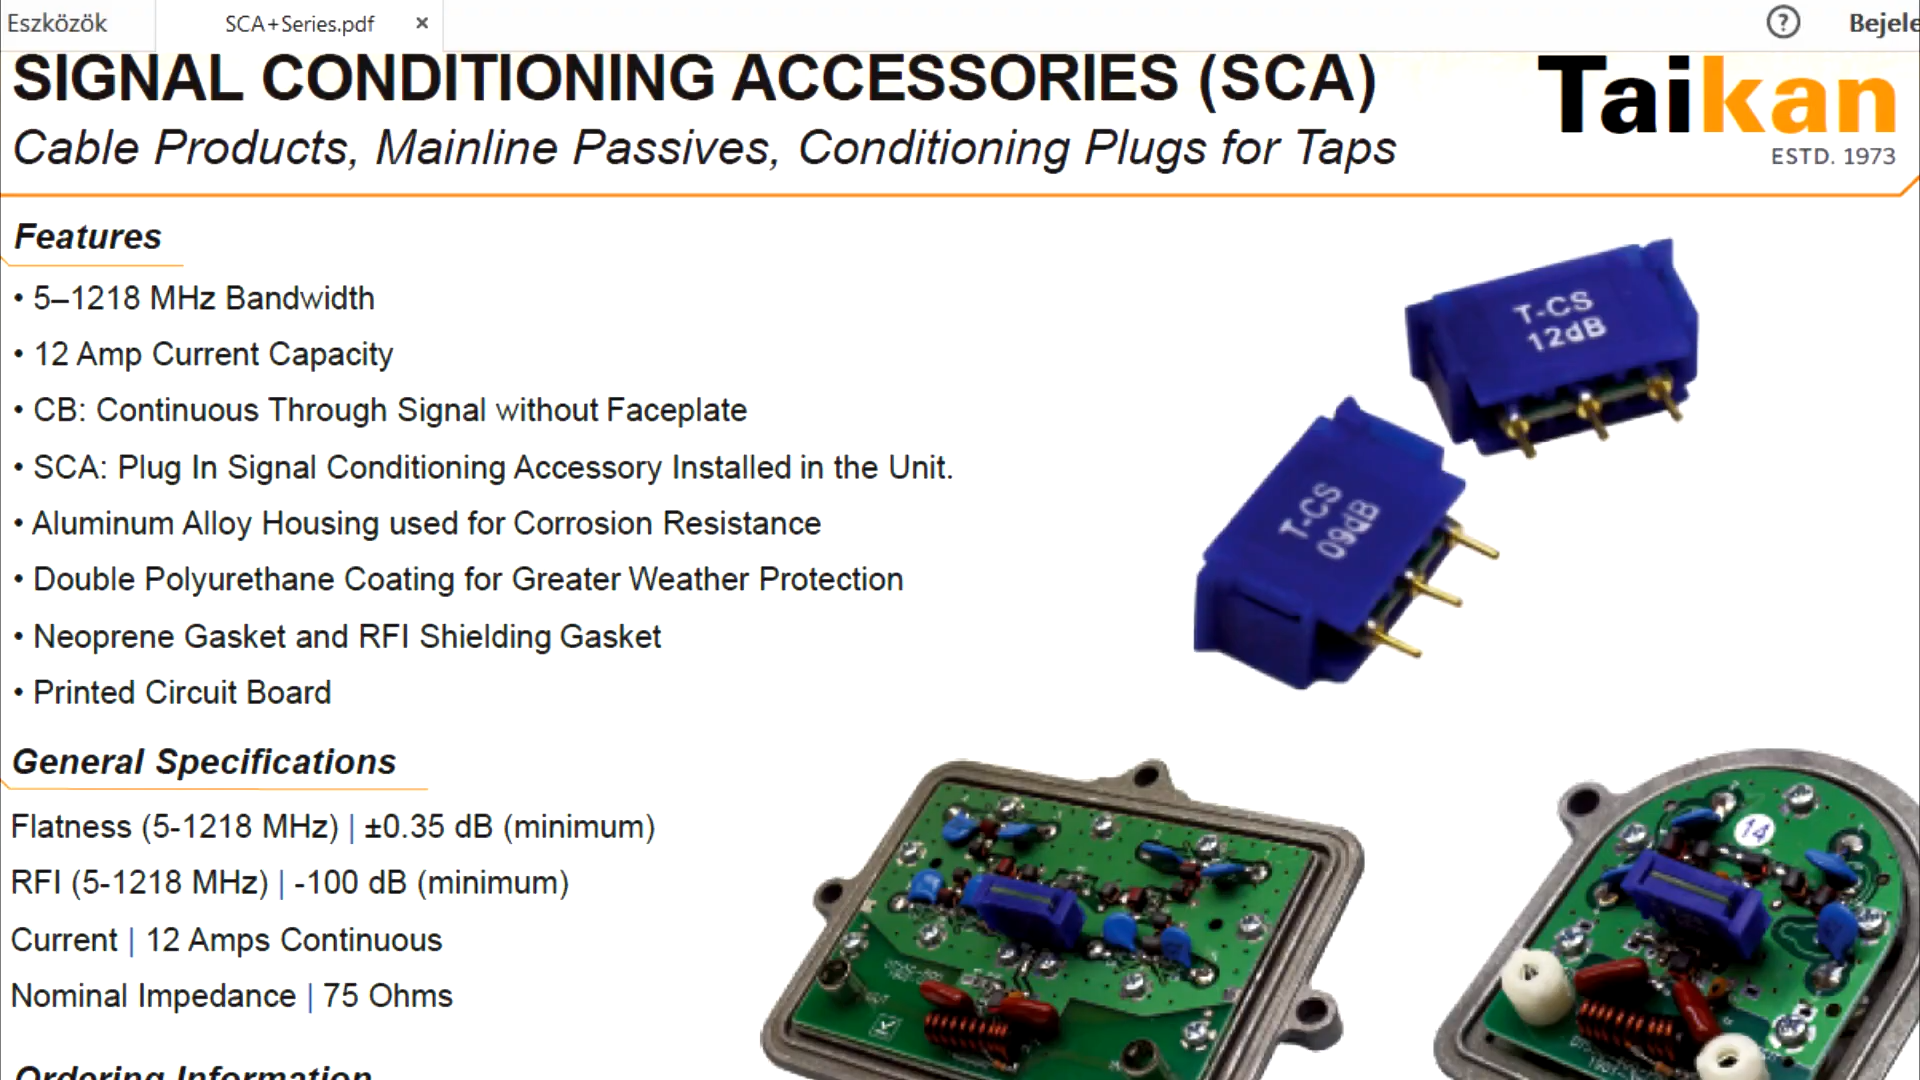 Eszközök
SCA+Series.pdf
×
?
Bejele
SIGNAL CONDITIONING ACCESSORIES (SCA)
Cable Products, Mainline Passives, Conditioning Plugs for Taps
Taikan
ESTD. 1973
Features
• 5–1218 MHz Bandwidth
• 12 Amp Current Capacity
• CB: Continuous Through Signal without Faceplate
• SCA: Plug In Signal Conditioning Accessory Installed in the Unit.
• Aluminum Alloy Housing used for Corrosion Resistance
• Double Polyurethane Coating for Greater Weather Protection
• Neoprene Gasket and RFI Shielding Gasket
• Printed Circuit Board
T-CS
12dB
T-CS
09dB
General Specifications
Flatness (5-1218 MHz) | ±0.35 dB (minimum)
RFI (5-1218 MHz) | -100 dB (minimum)
Current | 12 Amps Continuous
Nominal Impedance | 75 Ohms
14
Ordering Information